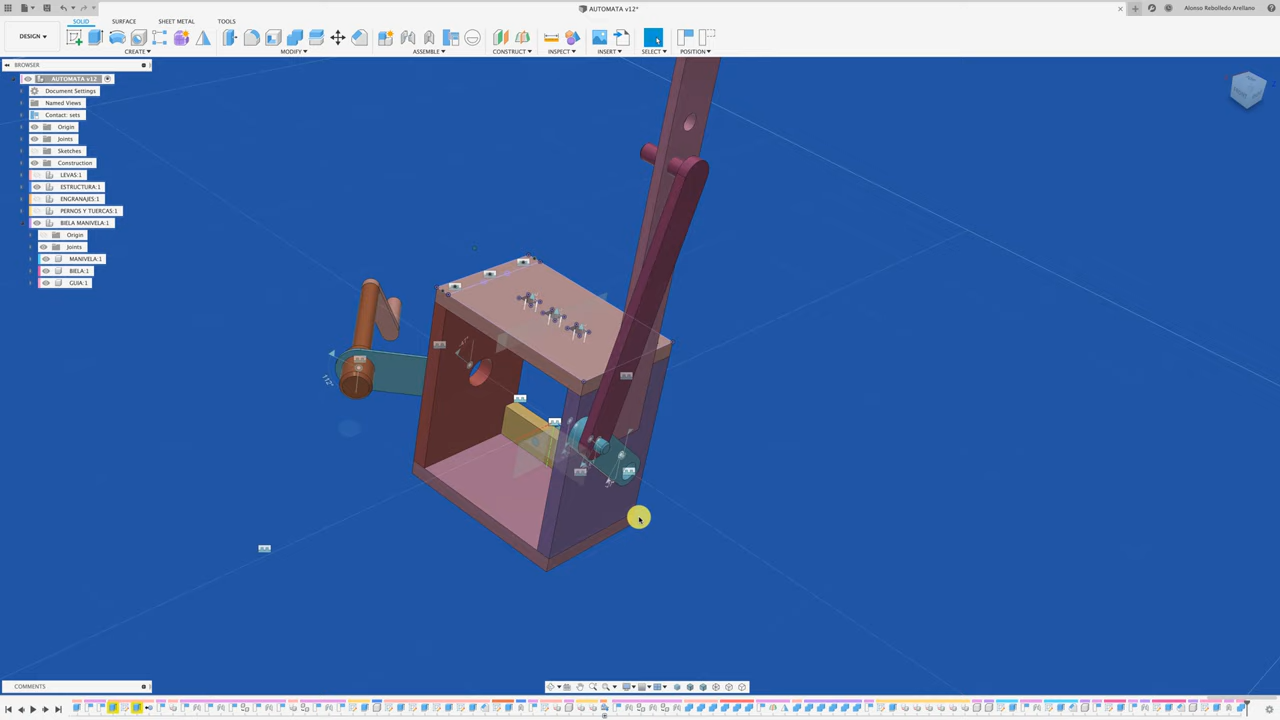 AUTOMATA v12*
Alonso Rebolledo Arellano
SOLID SURFACE SHEET METAL TOOLS
DESIGN
CREATE MODIFY ASSEMBLE CONSTRUCT INSPECT INSERT SELECT POSITION
BROWSER
AUTOMATA v12
Document Settings
Named Views
Contact: sets
Origin
Joints
Sketches
Construction
LEVAS:1
ESTRUCTURA:1
ENGRANAJES:1
PERNOS Y TUERCAS:1
BIELA MANIVELA:1
Origin
Joints
MANIVELA:1
BIELA:1
GUIA:1
COMMENTS